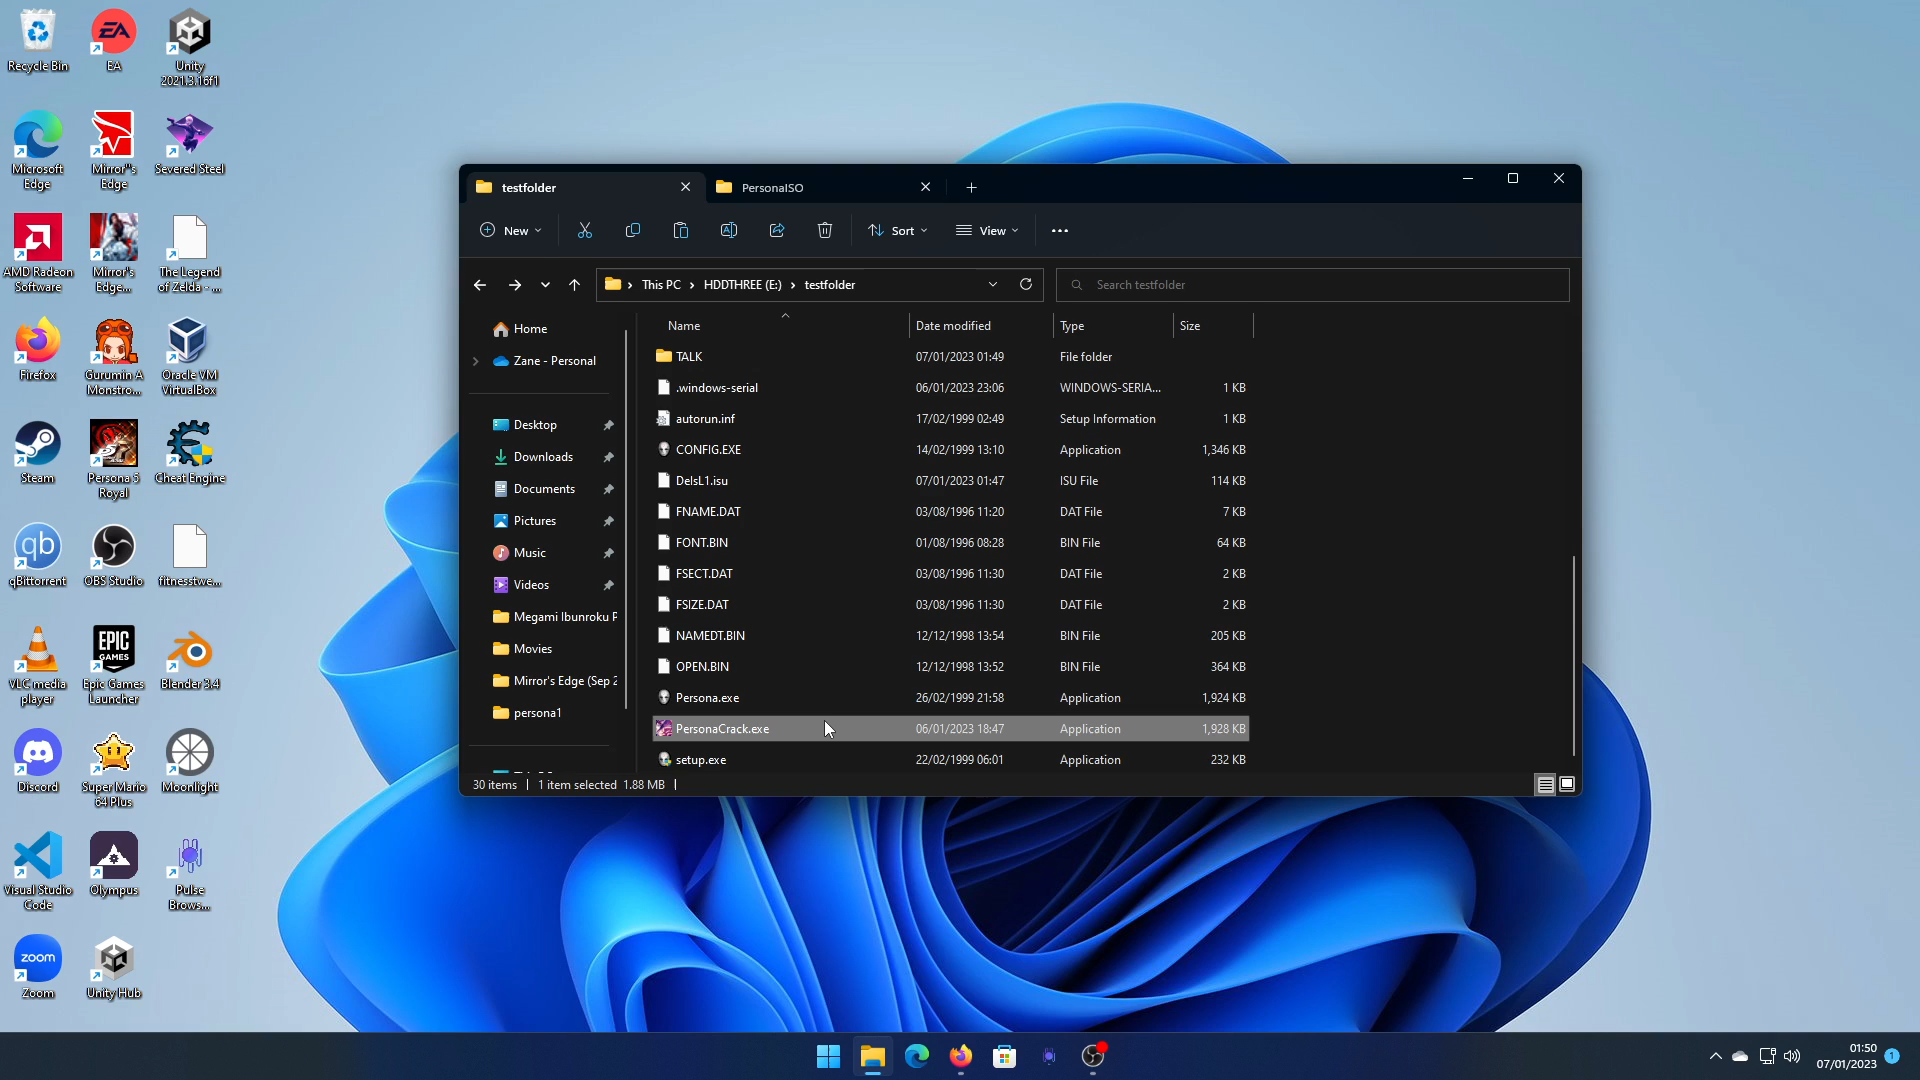 Recycle Bin
EA
Unity
2021.3.16f1
Microsoft
Edge
Mirror''s
Edge
Severed Steel
AMD Radeon
Software
Mirror's
Edge...
The Legend
of Zelda - ...
Firefox
Gurumin A
Monstro...
Oracle VM
VirtualBox
Steam
Persona 5
Royal
Cheat Engine
qb
qBittorrent
OBS Studio
fitnesstwe...
VLC media
player
EPIC
GAMES
Epic Games
Launcher
Blender 3.4
Discord
Super Mario
64 Plus
Moonlight
Visual Studio
Code
Olympus
Pulse
Brows...
zoom
Zoom
Unity Hub
testfolder
PersonaISO
New
Sort
View
This PC > HDDTHREE (E:) > testfolder
Search testfolder
Home
Zane - Personal
Desktop
Downloads
Documents
Pictures
Music
Videos
Megami Ibunroku P
Movies
Mirror's Edge (Sep 2
persona1
Name Date modified Type Size
TALK 07/01/2023 01:49 File folder
.windows-serial 06/01/2023 23:06 WINDOWS-SERIA... 1 KB
autorun.inf 17/02/1999 02:49 Setup Information 1 KB
CONFIG.EXE 14/02/1999 13:10 Application 1,346 KB
DelsL1.isu 07/01/2023 01:47 ISU File 114 KB
FNAME.DAT 03/08/1996 11:20 DAT File 7 KB
FONT.BIN 01/08/1996 08:28 BIN File 64 KB
FSECT.DAT 03/08/1996 11:30 DAT File 2 KB
FSIZE.DAT 03/08/1996 11:30 DAT File 2 KB
NAMEDT.BIN 12/12/1998 13:54 BIN File 205 KB
OPEN.BIN 12/12/1998 13:52 BIN File 364 KB
Persona.exe 26/02/1999 21:58 Application 1,924 KB
PersonaCrack.exe 06/01/2023 18:47 Application 1,928 KB
setup.exe 22/02/1999 06:01 Application 232 KB
30 items 1 item selected 1.88 MB
01:50
07/01/2023
1